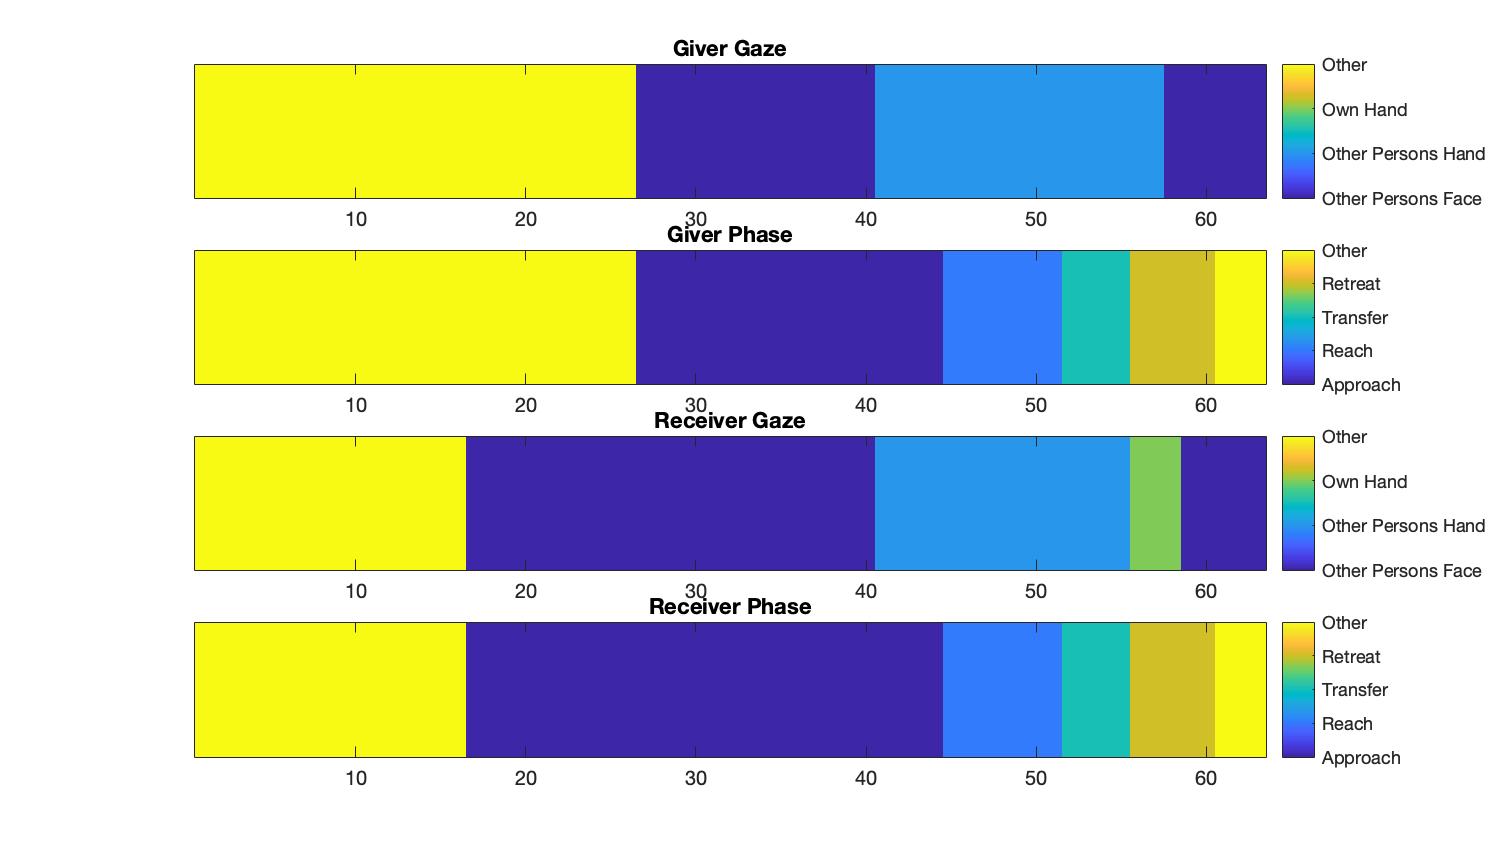 Giver Gaze
Other
Own Hand
Other Persons Hand
Other Persons Face
10 20 30 40 50 60
Giver Phase
Other
Retreat
Transfer
Reach
Approach
10 20 30 40 50 60
Receiver Gaze
Other
Own Hand
Other Persons Hand
Other Persons Face
10 20 30 40 50 60
Receiver Phase
Other
Retreat
Transfer
Reach
Approach
10 20 30 40 50 60